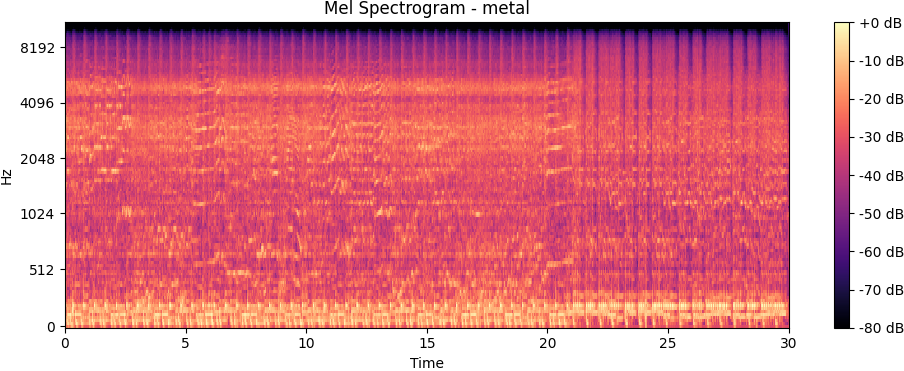 Mel Spectrogram - metal
8192
4096
2048
1024
512
0
Hz
0 5 10 15 20 25 30
Time
+0 dB
-10 dB
-20 dB
-30 dB
-40 dB
-50 dB
-60 dB
-70 dB
-80 dB